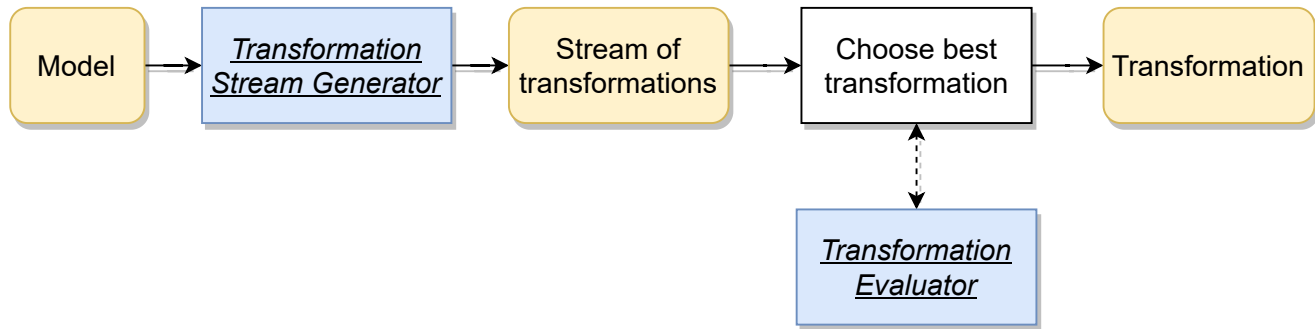 Model
Transformation
Stream Generator
Stream of
transformations
Choose best
transformation
Transformation
Transformation
Evaluator